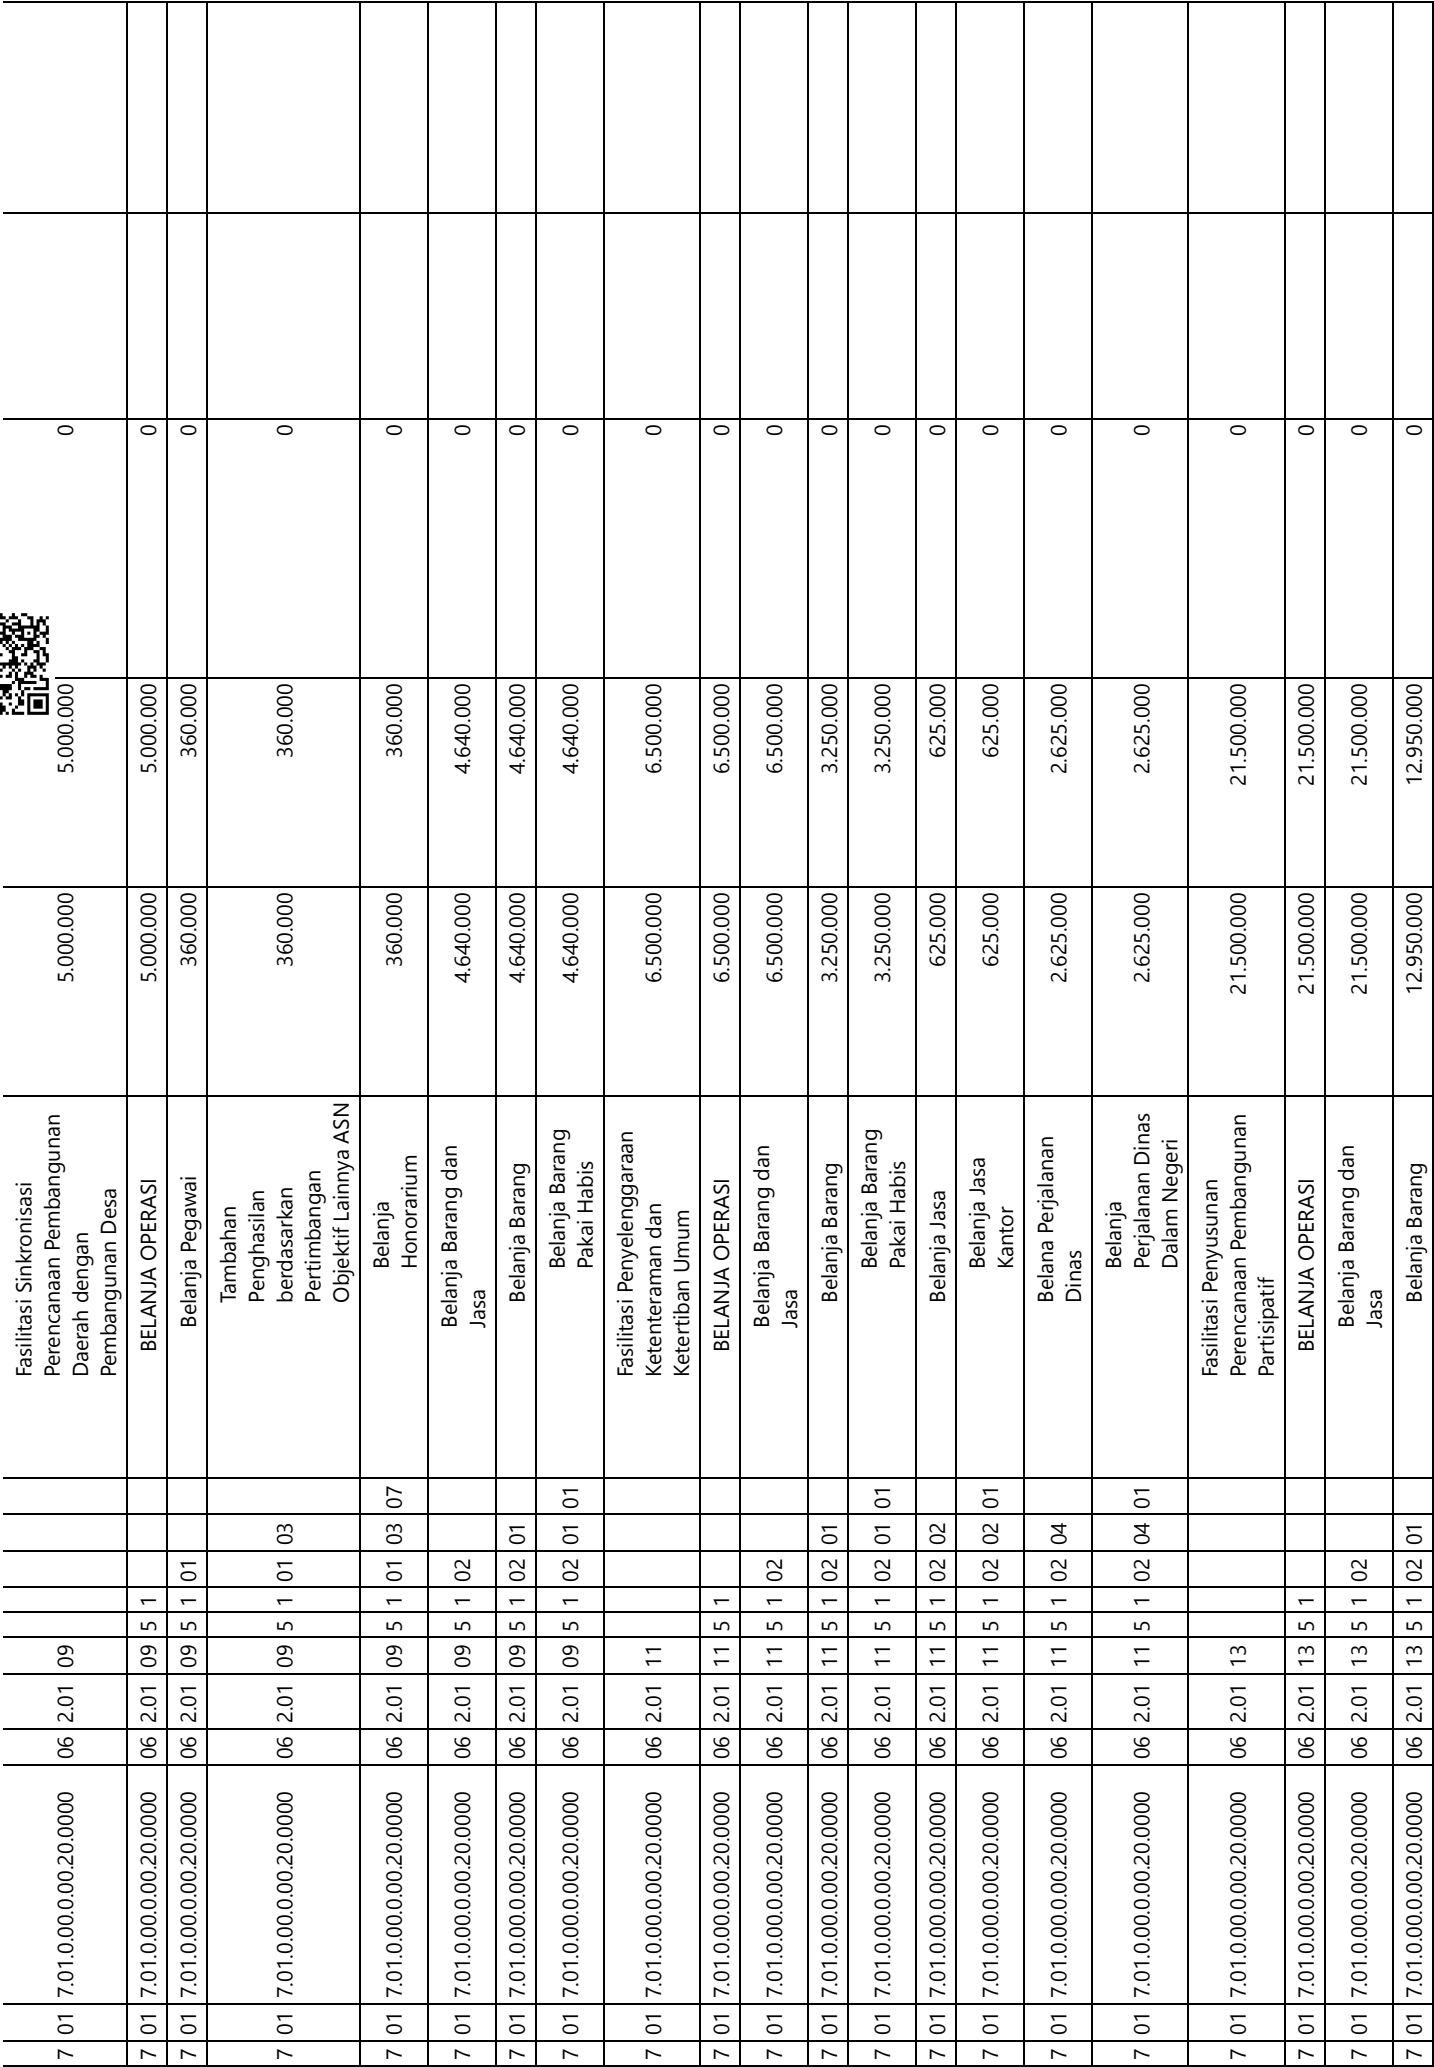 7 01 7.01.0.00.0.00.20.0000 06 2.01 09 Fasilitasi Sinkronisasi
Perencanaan Pembangunan
Daerah dengan
Pembangunan Desa 5.000.000 5.000.000 0
7 01 7.01.0.00.0.00.20.0000 06 2.01 09 5 1 BELANJA OPERASI 5.000.000 5.000.000 0
7 01 7.01.0.00.0.00.20.0000 06 2.01 09 5 1 01 Belanja Pegawai 360.000 360.000 0
7 01 7.01.0.00.0.00.20.0000 06 2.01 09 5 1 01 03 Tambahan
Penghasilan
berdasarkan
Pertimbangan
Objektif Lainnya ASN 360.000 360.000 0
7 01 7.01.0.00.0.00.20.0000 06 2.01 09 5 1 01 03 07 Belanja
Honorarium 360.000 360.000 0
7 01 7.01.0.00.0.00.20.0000 06 2.01 09 5 1 02 Belanja Barang dan
Jasa 4.640.000 4.640.000 0
7 01 7.01.0.00.0.00.20.0000 06 2.01 09 5 1 02 01 Belanja Barang 4.640.000 4.640.000 0
7 01 7.01.0.00.0.00.20.0000 06 2.01 09 5 1 02 01 01 Belanja Barang
Pakai Habis 4.640.000 4.640.000 0
7 01 7.01.0.00.0.00.20.0000 06 2.01 11 Fasilitasi Penyelenggaraan
Ketenteraman dan
Ketertiban Umum 6.500.000 6.500.000 0
7 01 7.01.0.00.0.00.20.0000 06 2.01 11 5 1 BELANJA OPERASI 6.500.000 6.500.000 0
7 01 7.01.0.00.0.00.20.0000 06 2.01 11 5 1 02 Belanja Barang dan
Jasa 6.500.000 6.500.000 0
7 01 7.01.0.00.0.00.20.0000 06 2.01 11 5 1 02 01 Belanja Barang 3.250.000 3.250.000 0
7 01 7.01.0.00.0.00.20.0000 06 2.01 11 5 1 02 01 01 Belanja Barang
Pakai Habis 3.250.000 3.250.000 0
7 01 7.01.0.00.0.00.20.0000 06 2.01 11 5 1 02 02 Belanja Jasa 625.000 625.000 0
7 01 7.01.0.00.0.00.20.0000 06 2.01 11 5 1 02 02 01 Belanja Jasa
Kantor 625.000 625.000 0
7 01 7.01.0.00.0.00.20.0000 06 2.01 11 5 1 02 04 Belana Perjalanan
Dinas 2.625.000 2.625.000 0
7 01 7.01.0.00.0.00.20.0000 06 2.01 11 5 1 02 04 01 Belanja
Perjalanan Dinas
Dalam Negeri 2.625.000 2.625.000 0
7 01 7.01.0.00.0.00.20.0000 06 2.01 13 Fasilitasi Penyusunan
Perencanaan Pembangunan
Partisipatif 21.500.000 21.500.000 0
7 01 7.01.0.00.0.00.20.0000 06 2.01 13 5 1 BELANJA OPERASI 21.500.000 21.500.000 0
7 01 7.01.0.00.0.00.20.0000 06 2.01 13 5 1 02 Belanja Barang dan
Jasa 21.500.000 21.500.000 0
7 01 7.01.0.00.0.00.20.0000 06 2.01 13 5 1 02 01 Belanja Barang 12.950.000 12.950.000 0